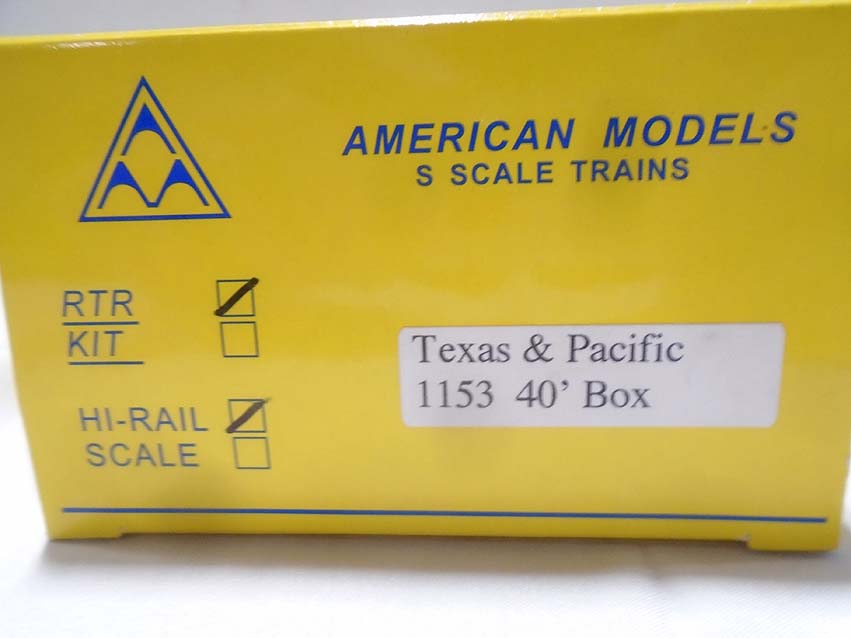 AMERICAN MODELS
S SCALE TRAINS
RTR
KIT
Texas & Pacific
1153 40' Box
HI-RAIL
SCALE